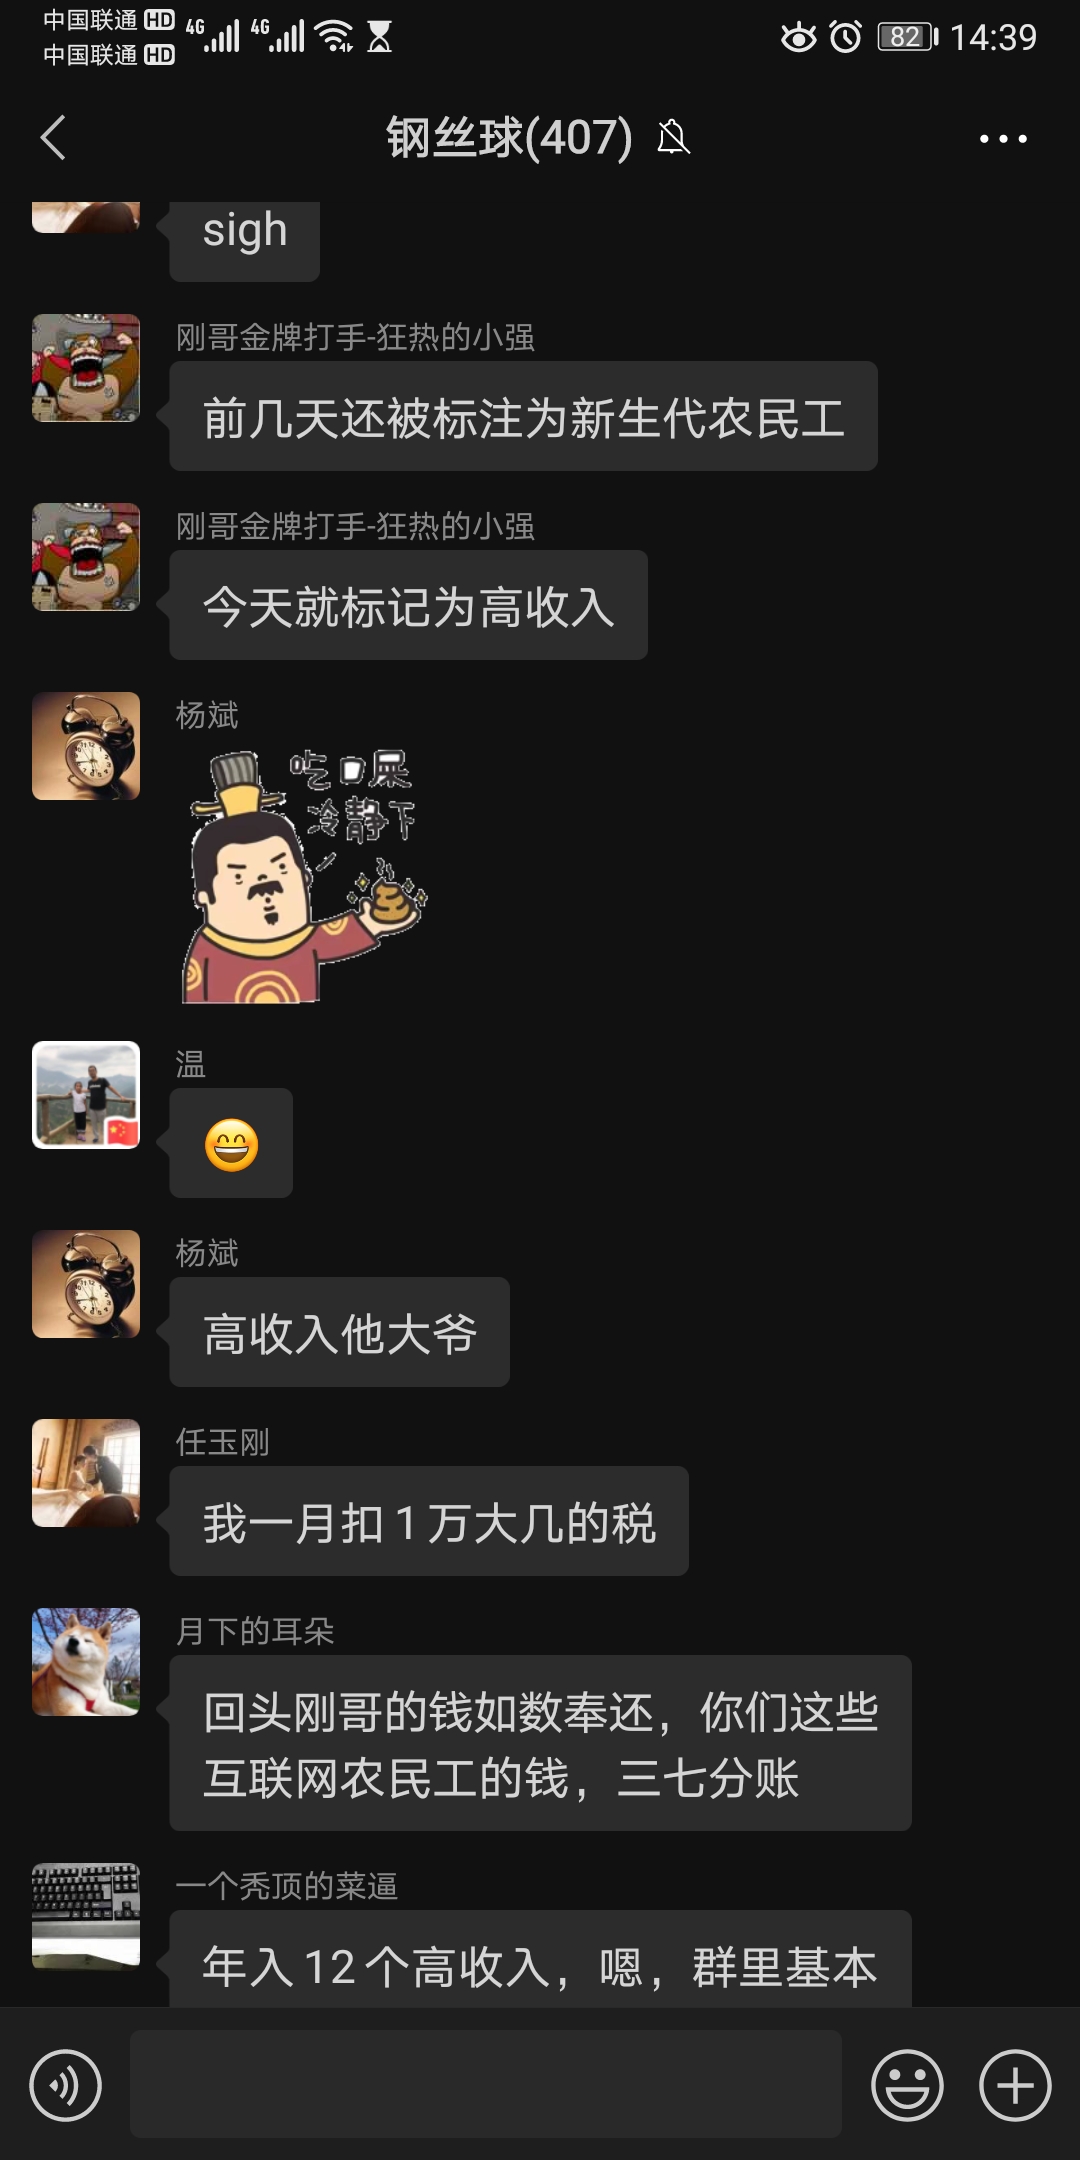 中国联通 HD 4G 4G 82 14:39
中国联通 HD
钢丝球(407)
sigh
刚哥金牌打手-狂热的小强
前几天还被标注为新生代农民工
刚哥金牌打手-狂热的小强
今天就标记为高收入
杨斌
吃口屎
冷静下
温
杨斌
高收入他大爷
任玉刚
我一月扣1万大几的税
月下的耳朵
回头刚哥的钱如数奉还，你们这些
互联网农民工的钱，三七分账
一个秃顶的菜逼
年入12个高收入，嗯，群里基本